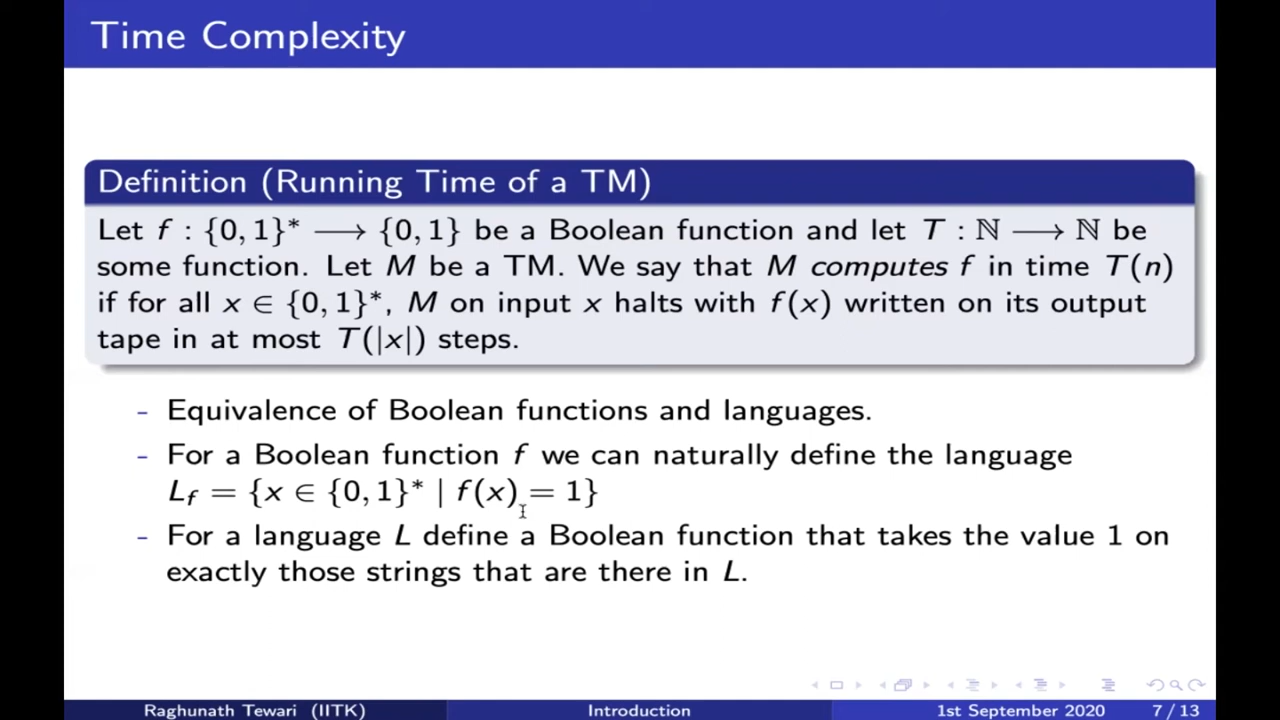 Time Complexity
Definition (Running Time of a TM)
Let f : {0, 1}* ⟶ {0, 1} be a Boolean function and let T : ℕ ⟶ ℕ be
some function. Let M be a TM. We say that M computes f in time T(n)
if for all x ∈ {0, 1}*, M on input x halts with f(x) written on its output
tape in at most T(|x|) steps.
- Equivalence of Boolean functions and languages.
- For a Boolean function f we can naturally define the language
L_f = {x ∈ {0, 1}* | f(x) = 1}
- For a language L define a Boolean function that takes the value 1 on
exactly those strings that are there in L.
Raghunath Tewari (IITK) Introduction 1st September 2020 7 / 13